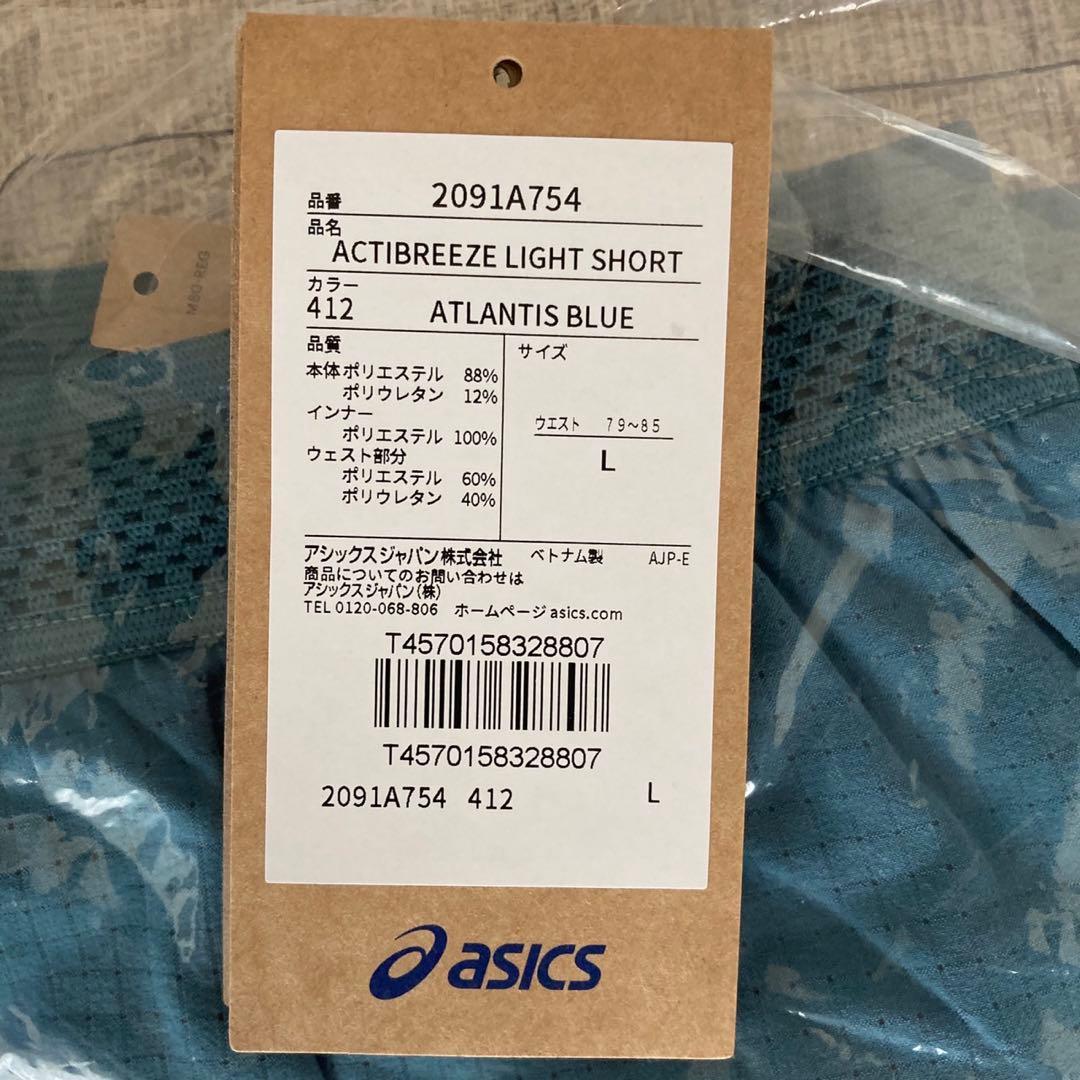 品番 2091A754
品名
ACTIBREEZE LIGHT SHORT
カラー
412 ATLANTIS BLUE
品質
本体 ポリエステル 88%
ポリウレタン 12%
インナー
ポリエステル 100%
ウェスト部分
ポリエステル 60%
ポリウレタン 40%
サイズ
ウエスト 79~85
L
アシックスジャパン株式会社 ベトナム製 AJP-E
商品についてのお問い合わせは
アシックスジャパン(株)
TEL 0120-068-806 ホームページ asics.com
T4570158328807
T4570158328807
2091A754 412 L
asics